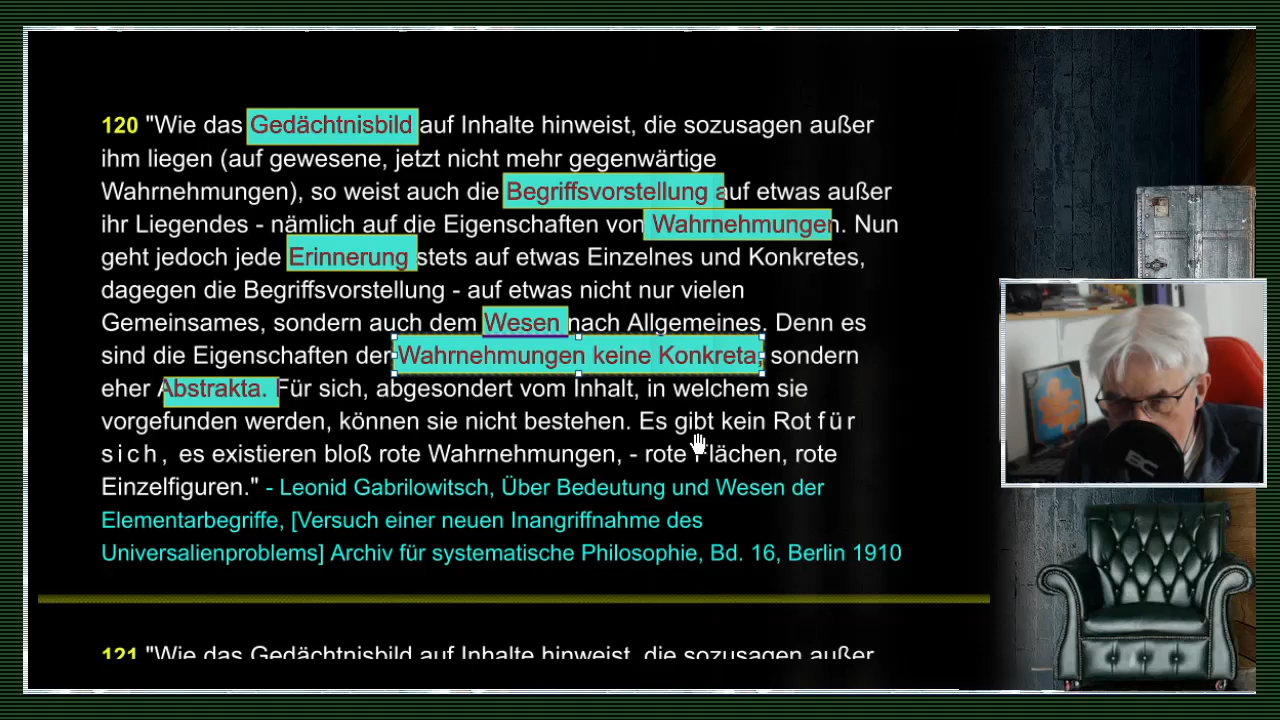 120 "Wie das Gedächtnisbild auf Inhalte hinweist, die sozusagen außer
ihm liegen (auf gewesene, jetzt nicht mehr gegenwärtige
Wahrnehmungen), so weist auch die Begriffsvorstellung auf etwas außer
ihr Liegendes - nämlich auf die Eigenschaften von Wahrnehmungen. Nun
geht jedoch jede Erinnerung stets auf etwas Einzelnes und Konkretes,
dagegen die Begriffsvorstellung - auf etwas nicht nur vielen
Gemeinsames, sondern auch dem Wesen nach Allgemeines. Denn es
sind die Eigenschaften der Wahrnehmungen keine Konkreta, sondern
eher Abstrakta. Für sich, abgesondert vom Inhalt, in welchem sie
vorgefunden werden, können sie nicht bestehen. Es gibt kein Rot für
sich, es existieren bloß rote Wahrnehmungen, - rote Flächen, rote
Einzelfiguren." - Leonid Gabrilowitsch, Über Bedeutung und Wesen der
Elementarbegriffe, [Versuch einer neuen Inangriffnahme des
Universalienproblems] Archiv für systematische Philosophie, Bd. 16, Berlin 1910
121 "Wie das Gedächtnisbild auf Inhalte hinweist, die sozusagen außer